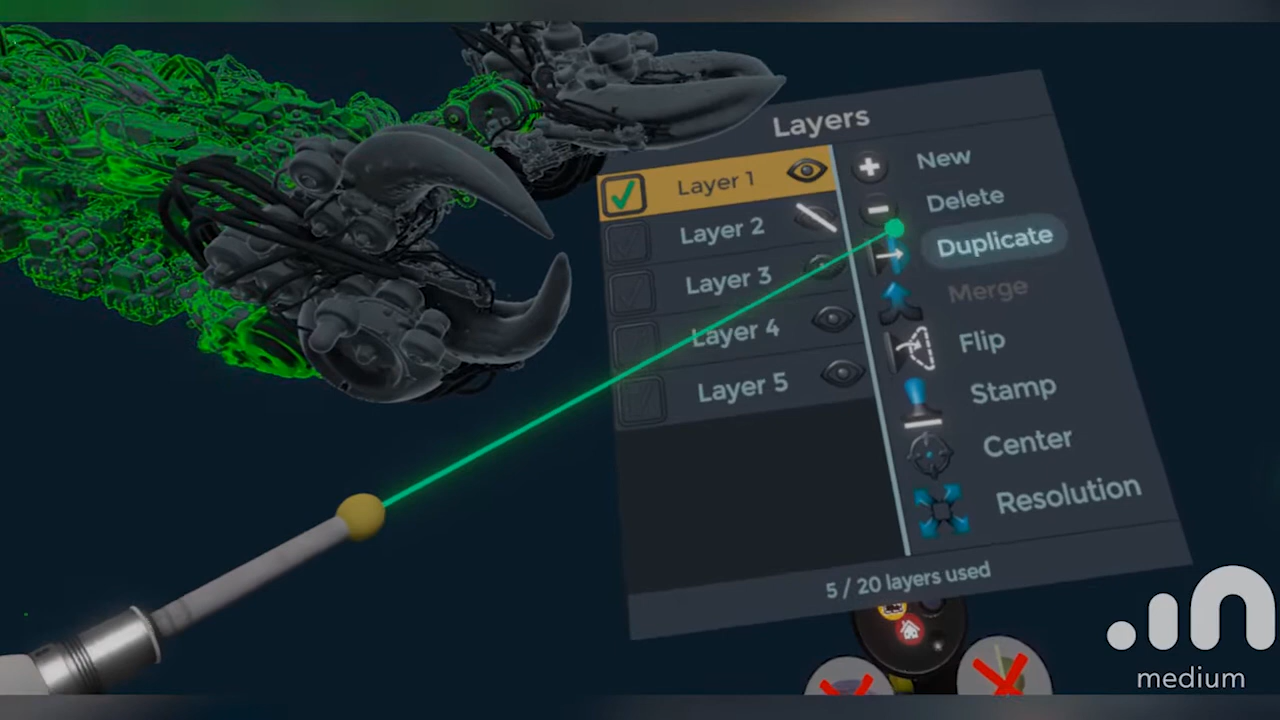 Layers
Layer 1
Layer 2
Layer 3
Layer 4
Layer 5
New
Delete
Duplicate
Merge
Flip
Stamp
Center
Resolution
5 / 20 layers used
medium